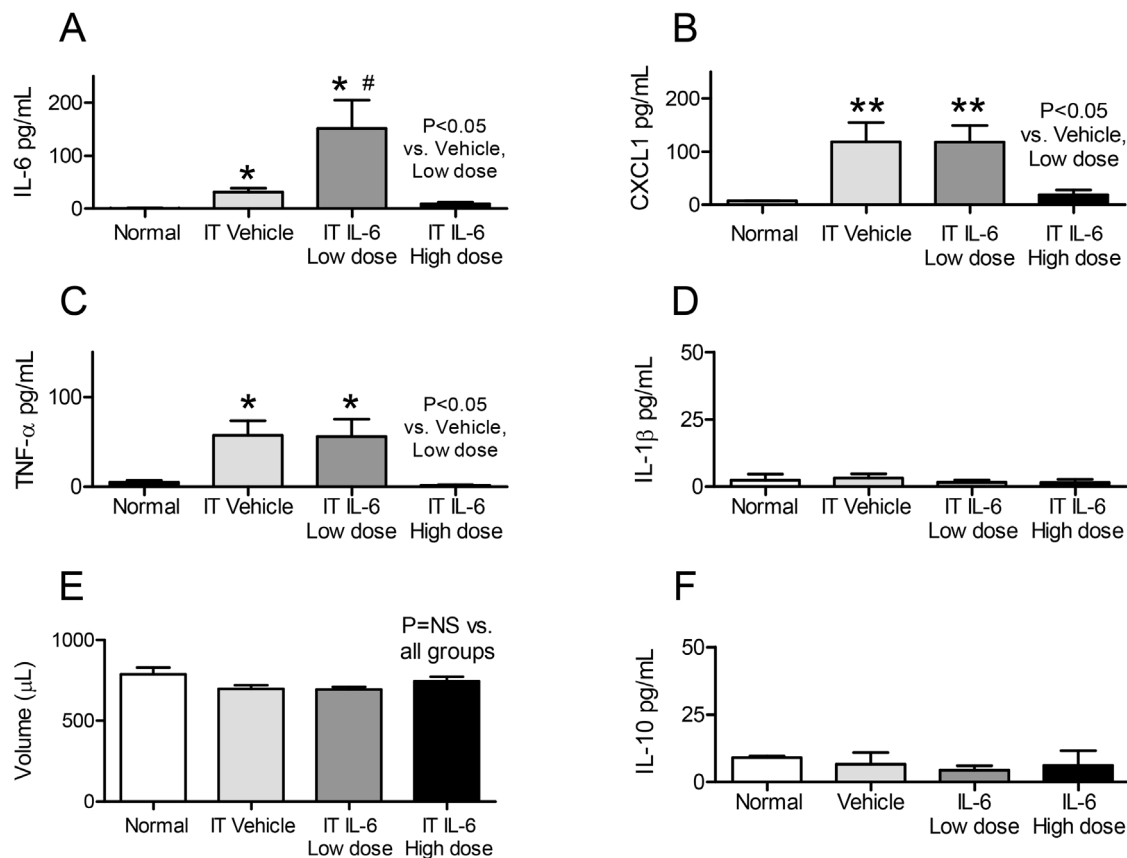 A
IL-6 pg/mL
200
100
0
* #
*
P<0.05
vs. Vehicle,
Low dose
Normal
IT Vehicle
IT IL-6
Low dose
IT IL-6
High dose
B
CXCL1 pg/mL
200
100
0
**
**
P<0.05
vs. Vehicle,
Low dose
Normal
IT Vehicle
IT IL-6
Low dose
IT IL-6
High dose
C
TNF-α pg/mL
100
0
*
*
P<0.05
vs. Vehicle,
Low dose
Normal
IT Vehicle
IT IL-6
Low dose
IT IL-6
High dose
D
IL-1β pg/mL
50
25
0
Normal
IT Vehicle
IT IL-6
Low dose
IT IL-6
High dose
E
Volume (μL)
1000
500
0
P=NS vs.
all groups
Normal
IT Vehicle
IT IL-6
Low dose
IT IL-6
High dose
F
IL-10 pg/mL
50
25
0
Normal
Vehicle
IL-6
Low dose
IL-6
High dose